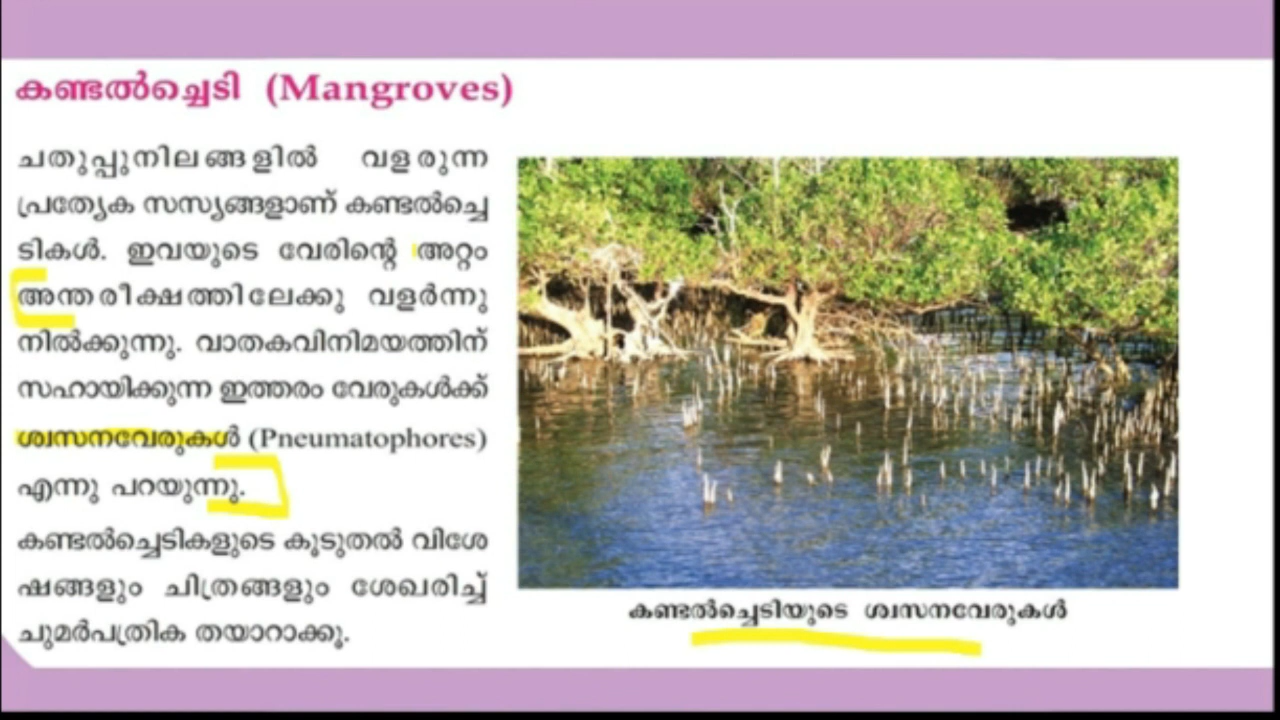 കണ്ടൽച്ചെടി (Mangroves)
ചതുപ്പുനിലങ്ങളിൽ വളരുന്ന
പ്രത്യേക സസ്യങ്ങളാണ് കണ്ടൽച്ചെ
ടികൾ. ഇവയുടെ വേരിന്റെ അറ്റം
അന്തരീക്ഷത്തിലേക്കു വളർന്നു
നിൽക്കുന്നു. വാതകവിനിമയത്തിന്
സഹായിക്കുന്ന ഇത്തരം വേരുകൾക്ക്
ശ്വസനവേരുകൾ (Pneumatophores)
എന്നു പറയുന്നു.
കണ്ടൽച്ചെടികളുടെ കൂടുതൽ വിശേ
ഷങ്ങളും ചിത്രങ്ങളും ശേഖരിച്ച്
ചുമർപത്രിക തയാറാക്കൂ.
കണ്ടൽച്ചെടിയുടെ ശ്വസനവേരുകൾ